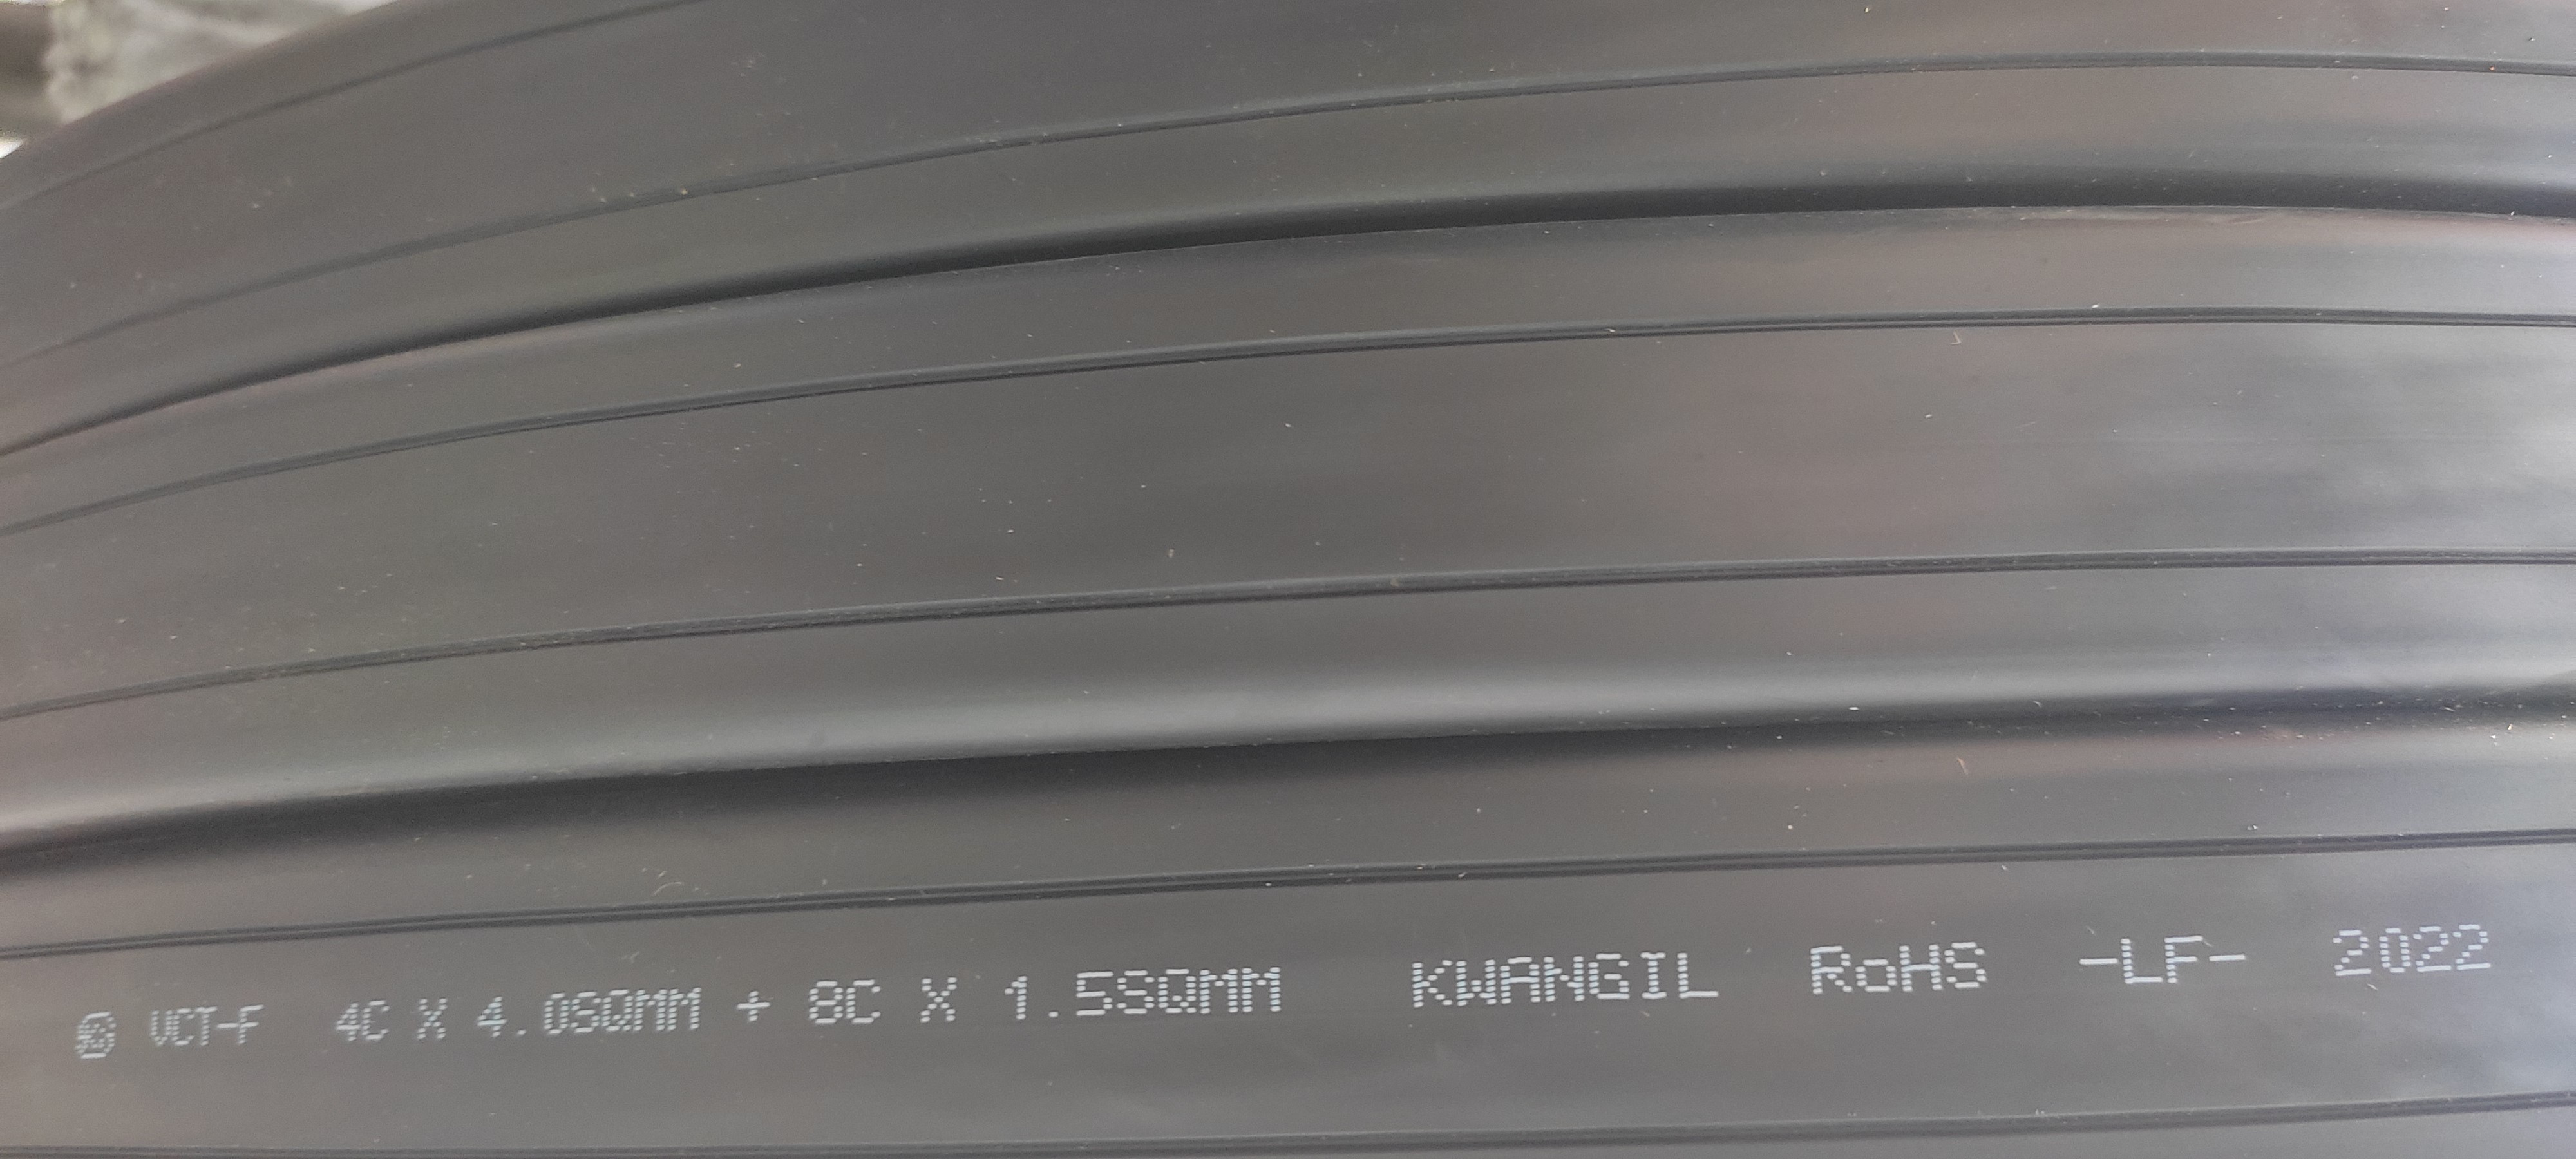 VCT-F 4C X 4.0SQMM + 8C X 1.5SQMM KWANGIL RoHS -LF- 2022